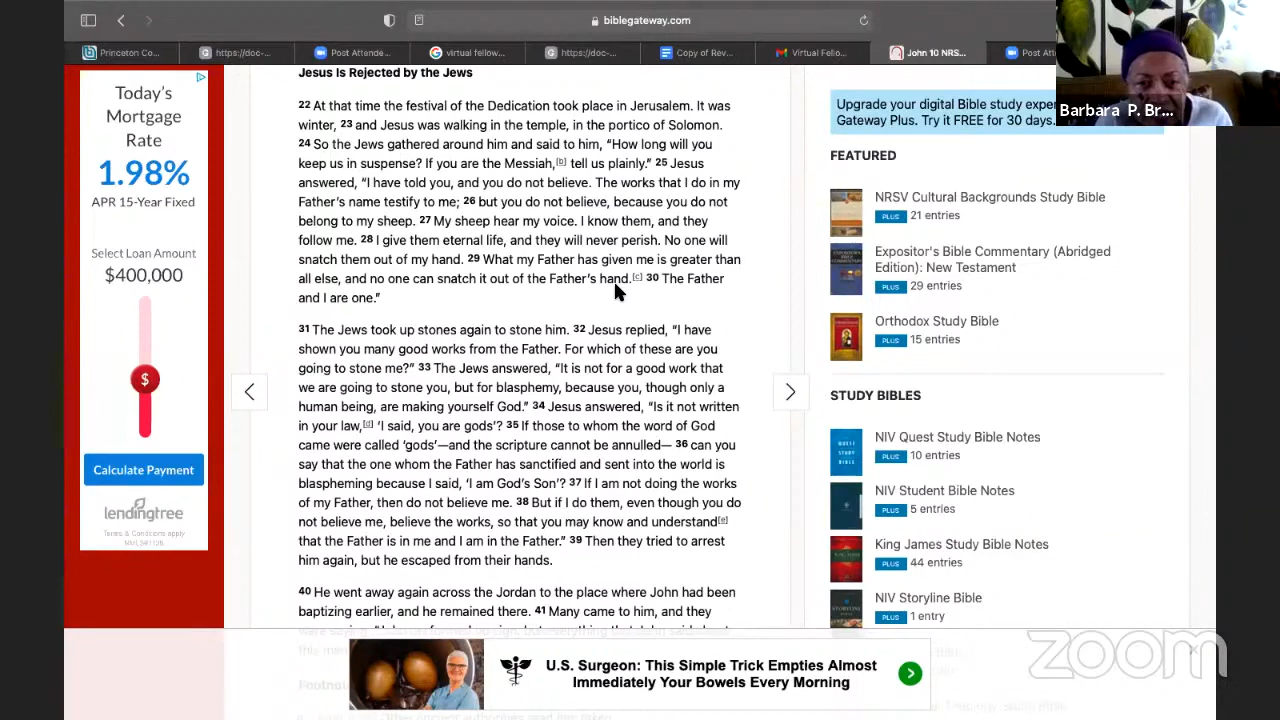 biblegateway.com
Princeton Co...
https://doc-...
Post Attende...
virtual fellow...
https://doc-...
Copy of Rev...
Virtual Fello...
John 10 NRS...
Post Att
Barbara P. Br...
Today's
Mortgage
Rate
1.98%
APR 15-Year Fixed
Select Loan Amount
$400,000
$
Calculate Payment
lendingtree
Terms & Conditions apply
Jesus Is Rejected by the Jews
22 At that time the festival of the Dedication took place in Jerusalem. It was
winter, 23 and Jesus was walking in the temple, in the portico of Solomon.
24 So the Jews gathered around him and said to him, “How long will you
keep us in suspense? If you are the Messiah,[b] tell us plainly.” 25 Jesus
answered, “I have told you, and you do not believe. The works that I do in my
Father’s name testify to me; 26 but you do not believe, because you do not
belong to my sheep. 27 My sheep hear my voice. I know them, and they
follow me. 28 I give them eternal life, and they will never perish. No one will
snatch them out of my hand. 29 What my Father has given me is greater than
all else, and no one can snatch it out of the Father’s hand.[c] 30 The Father
and I are one.”
31 The Jews took up stones again to stone him. 32 Jesus replied, “I have
shown you many good works from the Father. For which of these are you
going to stone me?” 33 The Jews answered, “It is not for a good work that
we are going to stone you, but for blasphemy, because you, though only a
human being, are making yourself God.” 34 Jesus answered, “Is it not written
in your law,[d] ‘I said, you are gods’? 35 If those to whom the word of God
came were called ‘gods’—and the scripture cannot be annulled— 36 can you
say that the one whom the Father has sanctified and sent into the world is
blaspheming because I said, ‘I am God’s Son’? 37 If I am not doing the works
of my Father, then do not believe me. 38 But if I do them, even though you do
not believe me, believe the works, so that you may know and understand[e]
that the Father is in me and I am in the Father.” 39 Then they tried to arrest
him again, but he escaped from their hands.
40 He went away again across the Jordan to the place where John had been
baptizing earlier, and he remained there. 41 Many came to him, and they
Upgrade your digital Bible study expe
Gateway Plus. Try it FREE for 30 days.
FEATURED
NRSV Cultural Backgrounds Study Bible
PLUS 21 entries
Expositor's Bible Commentary (Abridged
Edition): New Testament
PLUS 29 entries
Orthodox Study Bible
PLUS 15 entries
STUDY BIBLES
NIV Quest Study Bible Notes
PLUS 10 entries
NIV Student Bible Notes
PLUS 5 entries
King James Study Bible Notes
PLUS 44 entries
NIV Storyline Bible
PLUS 1 entry
U.S. Surgeon: This Simple Trick Empties Almost
Immediately Your Bowels Every Morning
zoom